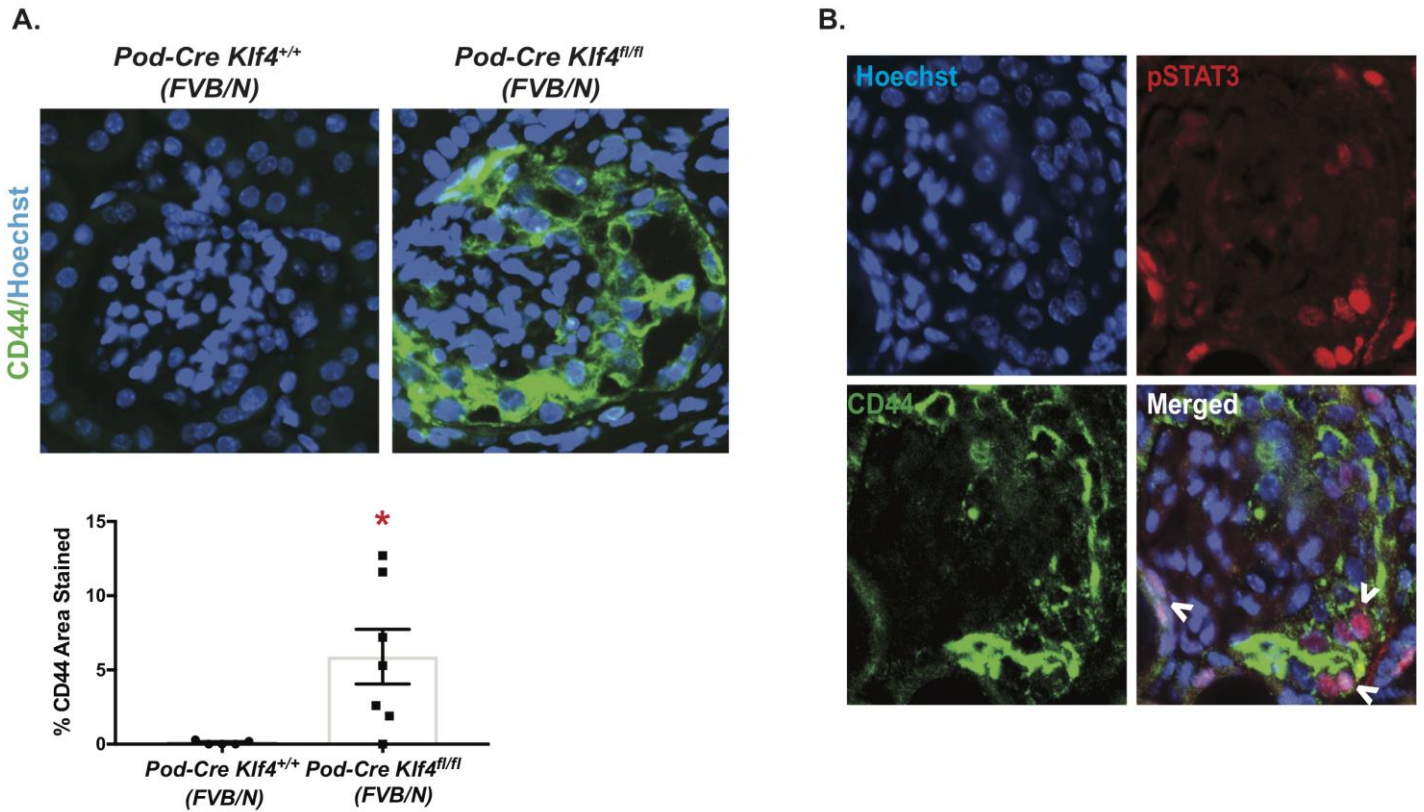 A.
Pod-Cre Klf4+/+
(FVB/N)
Pod-Cre Klf4fl/fl
(FVB/N)
CD44/Hoechst
% CD44 Area Stained
15
10
5
0
*
Pod-Cre Klf4+/+
(FVB/N)
Pod-Cre Klf4fl/fl
(FVB/N)
B.
Hoechst
pSTAT3
CD44
Merged